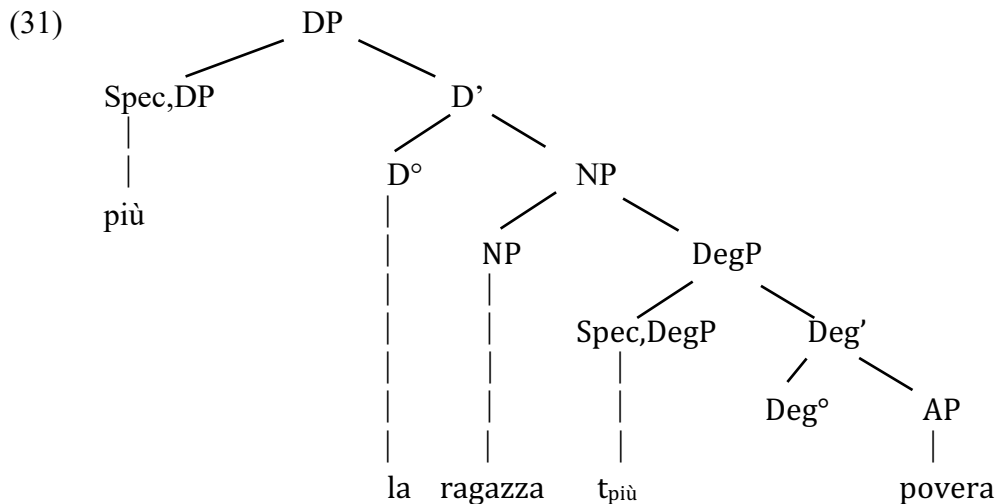 (31) DP
Spec,DP D’
D° NP
più
NP DegP
Spec,DegP Deg’
Deg° AP
la ragazza tpiù povera